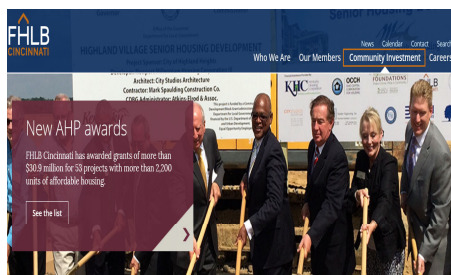 FHLB
CINCINNATI
News Calendar Contact Search
Who We Are Our Members Community Investment Careers
HIGHLAND VILLAGE SENIOR HOUSING DEVELOPMENT
Architect: City Studios Architecture
Contractor: Mark Spaulding Construction Co.
KHC
OCCH
FOUNDATIONS
New AHP awards
FHLB Cincinnati has awarded grants of more than
$30.9 million for 53 projects with more than 2,200
units of affordable housing.
See the list